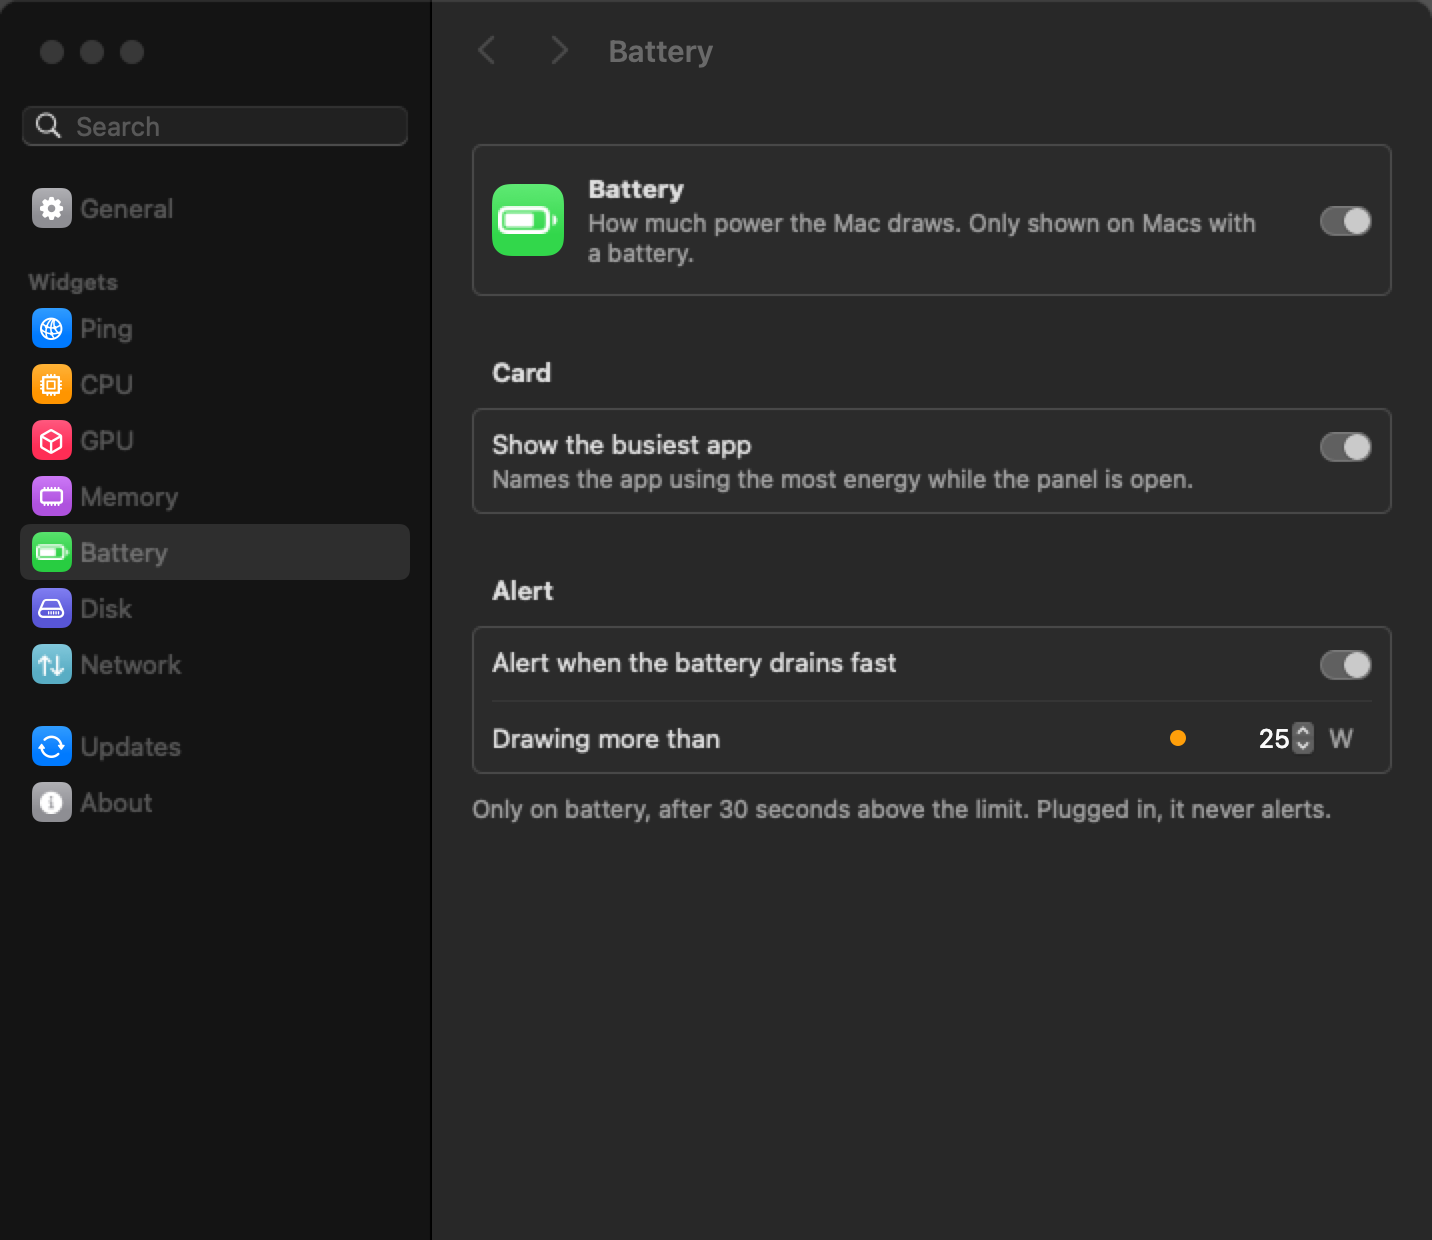 Battery
Search
General
Widgets
Ping
CPU
GPU
Memory
Battery
Disk
Network
Updates
About
Battery
How much power the Mac draws. Only shown on Macs with
a battery.
Card
Show the busiest app
Names the app using the most energy while the panel is open.
Alert
Alert when the battery drains fast
Drawing more than 25 W
Only on battery, after 30 seconds above the limit. Plugged in, it never alerts.